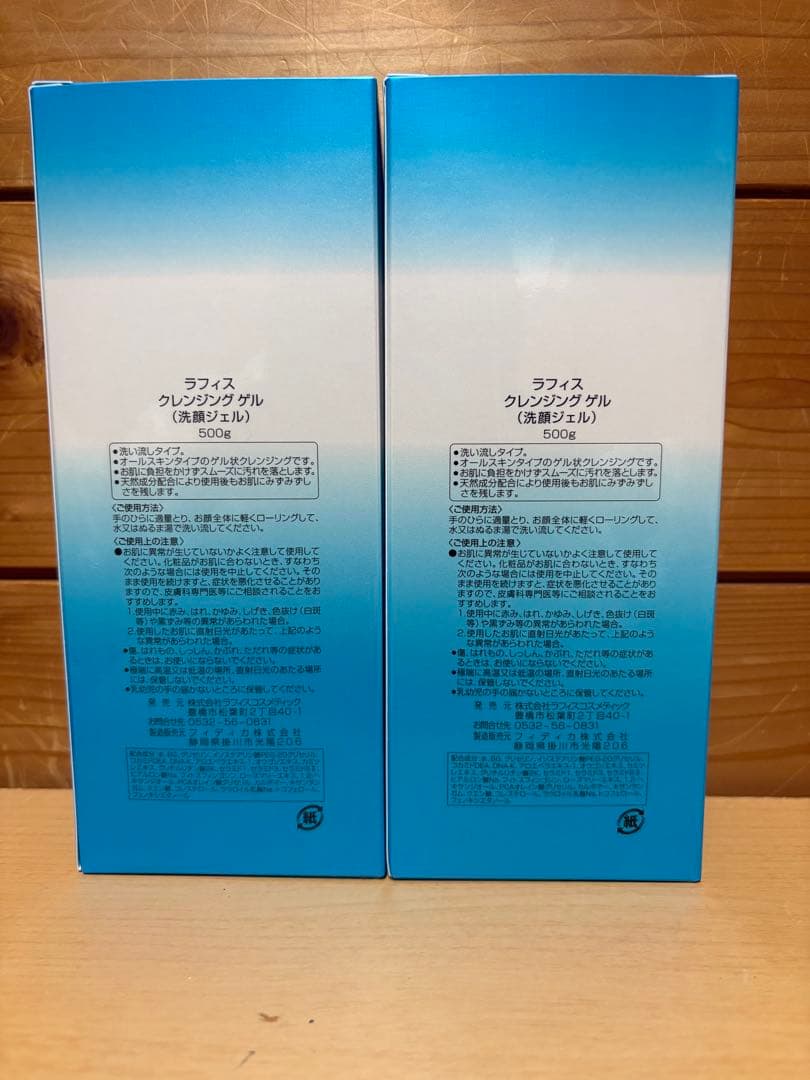 ラフィス
クレンジング ゲル
(洗顔ジェル)
500g
●洗い流しタイプ。
●オールスキンタイプのゲル状クレンジングです。
●お肌に負担をかけずスムーズに汚れを落とします。
●天然成分配合により使用後もお肌にみずみずし
さを残します。
〈ご使用方法〉
手のひらに適量とり、お顔全体に軽くローリングして、
水又はぬるま湯で洗い流してください。
〈ご使用上の注意〉
●お肌に異常が生じていないかよく注意して使用して
ください。化粧品がお肌に合わないとき、すなわち
次のような場合には使用を中止してください。その
まま使用を続けますと、症状を悪化させることがあり
ますので、皮膚科専門医等にご相談されることをお
すすめします。
1.使用中に赤み、はれ、かゆみ、しげき、色抜け(白斑
等)や黒ずみ等の異常があらわれた場合。
2.使用したお肌に直射日光があたって、上記のよう
な異常があらわれた場合。
●傷、はれもの、しっしん、かぶれ、ただれ等の症状があ
るときは、お使いにならないでください。
●極端に高温又は低温の場所、直射日光のあたる場所
には、保管しないでください。
●乳幼児の手の届かないところに保管してください。
発売元 株式会社ラフィスコスメティック
豊橋市松葉町2丁目40-1
お問合せ先 0532-56-0831
製造販売元 フィディカ株式会社
静岡県掛川市光陽206
紙
ラフィス
クレンジング ゲル
(洗顔ジェル)
500g
●洗い流しタイプ。
●オールスキンタイプのゲル状クレンジングです。
●お肌に負担をかけずスムーズに汚れを落とします。
●天然成分配合により使用後もお肌にみずみずし
さを残します。
〈ご使用方法〉
手のひらに適量とり、お顔全体に軽くローリングして、
水又はぬるま湯で洗い流してください。
〈ご使用上の注意〉
●お肌に異常が生じていないかよく注意して使用して
ください。化粧品がお肌に合わないとき、すなわち
次のような場合には使用を中止してください。その
まま使用を続けますと、症状を悪化させることがあり
ますので、皮膚科専門医等にご相談されることをお
すすめします。
1.使用中に赤み、はれ、かゆみ、しげき、色抜け(白斑
等)や黒ずみ等の異常があらわれた場合。
2.使用したお肌に直射日光があたって、上記のよう
な異常があらわれた場合。
●傷、はれもの、しっしん、かぶれ、ただれ等の症状があ
るときは、お使いにならないでください。
●極端に高温又は低温の場所、直射日光のあたる場所
には、保管しないでください。
●乳幼児の手の届かないところに保管してください。
発売元 株式会社ラフィスコスメティック
豊橋市松葉町2丁目40-1
お問合せ先 0532-56-0831
製造販売元 フィディカ株式会社
静岡県掛川市光陽206
紙